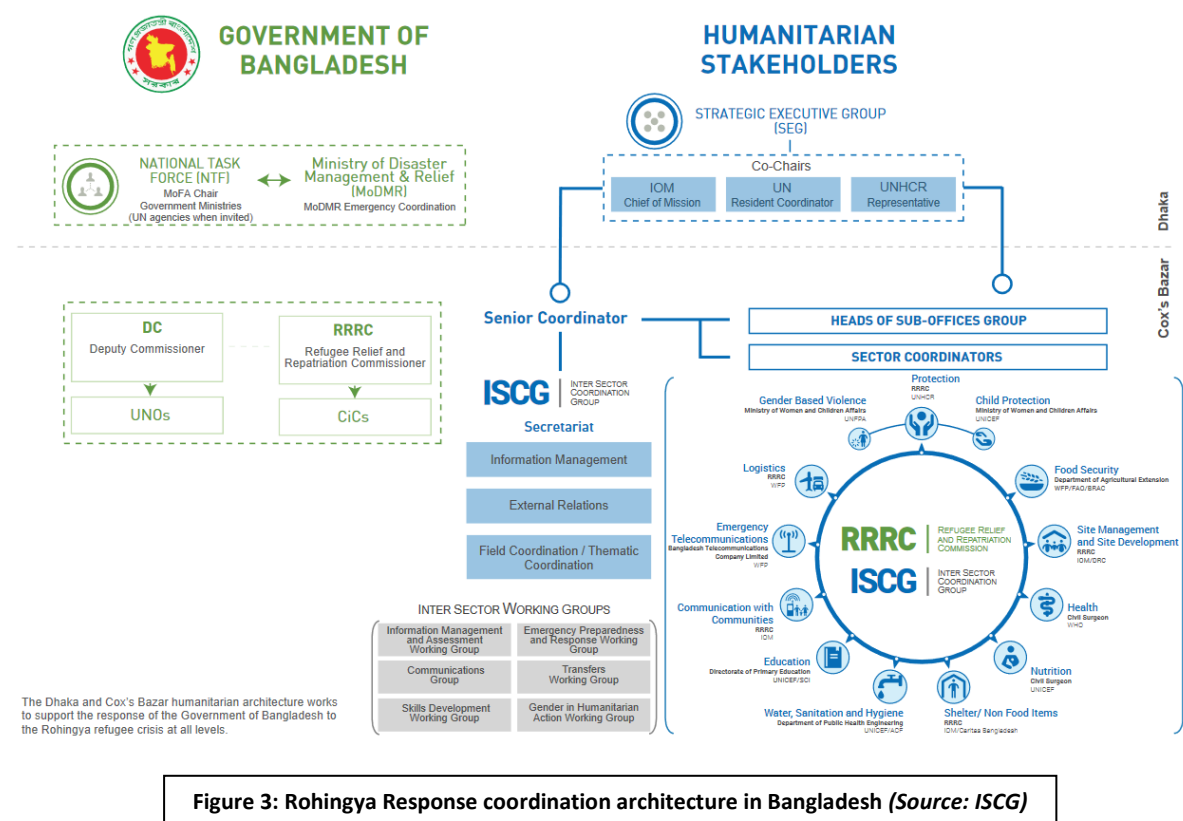 GOVERNMENT OF
BANGLADESH
HUMANITARIAN
STAKEHOLDERS
STRATEGIC EXECUTIVE GROUP
(SEG)
NATIONAL TASK
FORCE (NTF)
MoFA Chair
Government Ministries
(UN agencies when invited)
Ministry of Disaster
Management & Relief
(MoDMR)
MoDMR Emergency Coordination
Co-Chairs
IOM
Chief of Mission
UN
Resident Coordinator
UNHCR
Representative
Dhaka
Cox's Bazar
DC
Deputy Commissioner
UNOs
RRRC
Refugee Relief and
Repatriation Commissioner
CiCs
Senior Coordinator
HEADS OF SUB-OFFICES GROUP
SECTOR COORDINATORS
ISCG
INTER SECTOR
COORDINATION
GROUP
Secretariat
Information Management
External Relations
Field Coordination / Thematic
Coordination
INTER SECTOR WORKING GROUPS
Information Management
and Assessment
Working Group
Emergency Preparedness
and Response Working
Group
Communications
Group
Transfers
Working Group
Skills Development
Working Group
Gender in Humanitarian
Action Working Group
Protection
RRRC
UNHCR
Gender Based Violence
Ministry of Women and Children Affairs
UNFPA
Child Protection
Ministry of Women and Children Affairs
UNICEF
Logistics
RRRC
WFP
Food Security
Department of Agricultural Extension
WFP/FAO/BRAC
Emergency
Telecommunications
Bangladesh Telecommunications
Company Limited
WFP
Site Management
and Site Development
RRRC
IOM/DRC
RRRC
REFUGEE RELIEF
AND REPATRIATION
COMMISSION
ISCG
INTER SECTOR
COORDINATION
GROUP
Communication with
Communities
RRRC
IOM
Health
Civil Surgeon
WHO
Education
Directorate of Primary Education
UNICEF/SCI
Nutrition
Civil Surgeon
UNICEF
Water, Sanitation and Hygiene
Department of Public Health Engineering
UNICEF/ACF
Shelter/ Non Food Items
RRRC
IOM/Caritas Bangladesh
The Dhaka and Cox's Bazar humanitarian architecture works
to support the response of the Government of Bangladesh to
the Rohingya refugee crisis at all levels.
Figure 3: Rohingya Response coordination architecture in Bangladesh (Source: ISCG)